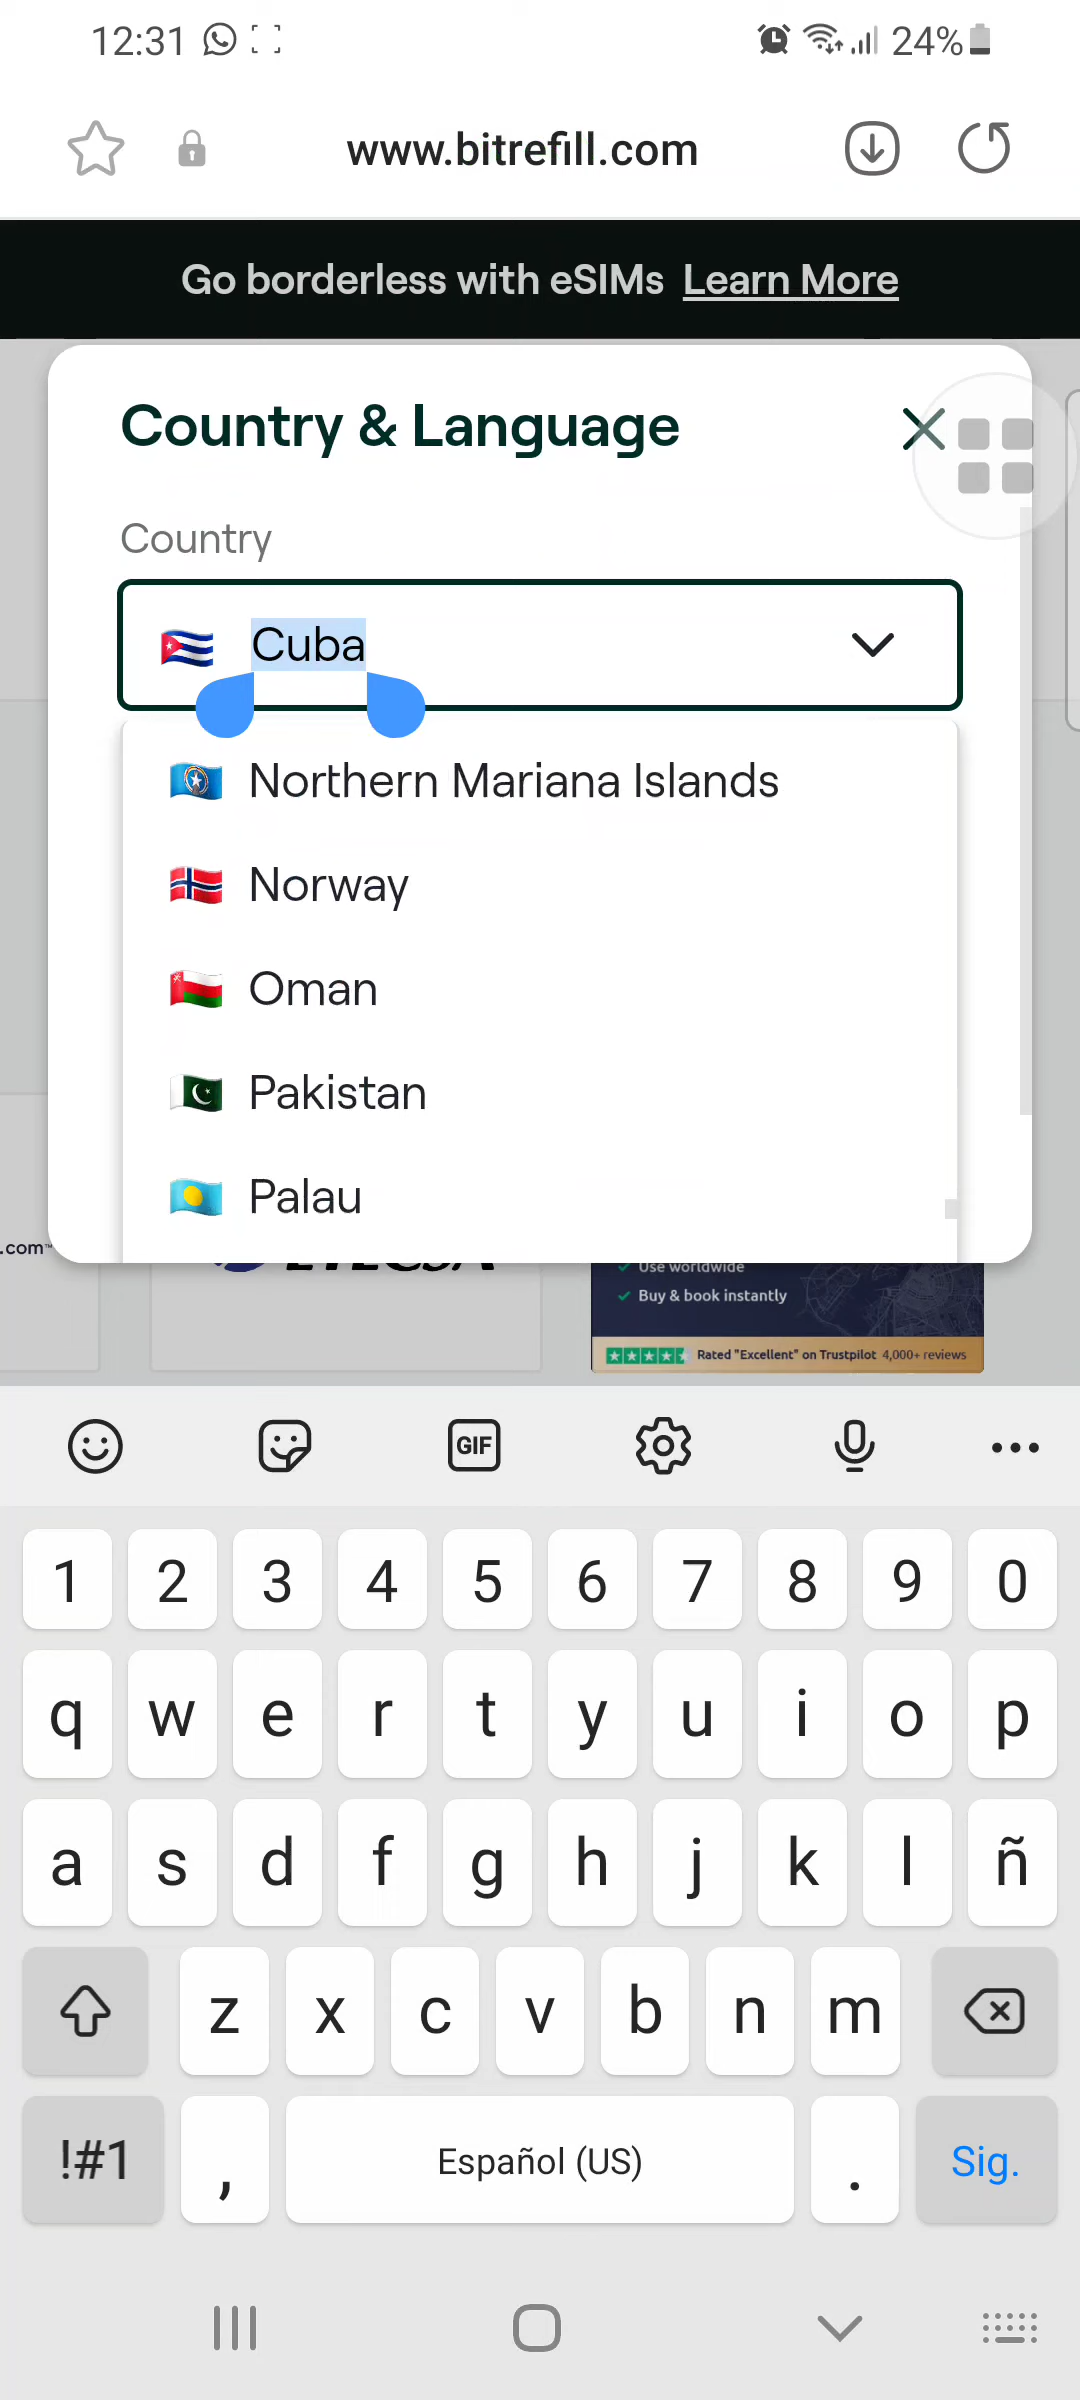 12:31
24%
www.bitrefill.com
Go borderless with eSIMs Learn More
Country & Language
Country
Cuba
Northern Mariana Islands
Norway
Oman
Pakistan
Palau
.com™
ETECSA
Use worldwide
Buy & book instantly
Rated "Excellent" on Trustpilot 4,000+ reviews
GIF
1 2 3 4 5 6 7 8 9 0
q w e r t y u i o p
a s d f g h j k l ñ
z x c v b n m
!#1 , Español (US) . Sig.